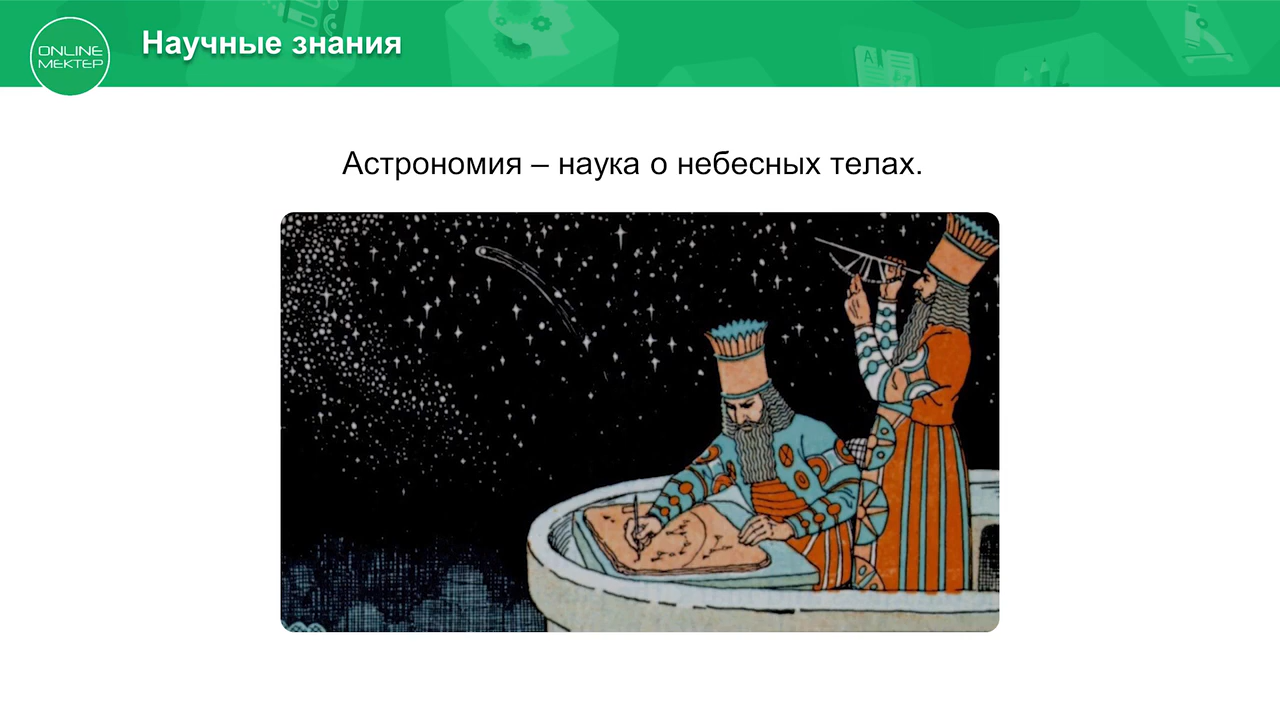 ONLINE
МЕКТЕР
Научные знания
Астрономия – наука о небесных телах.